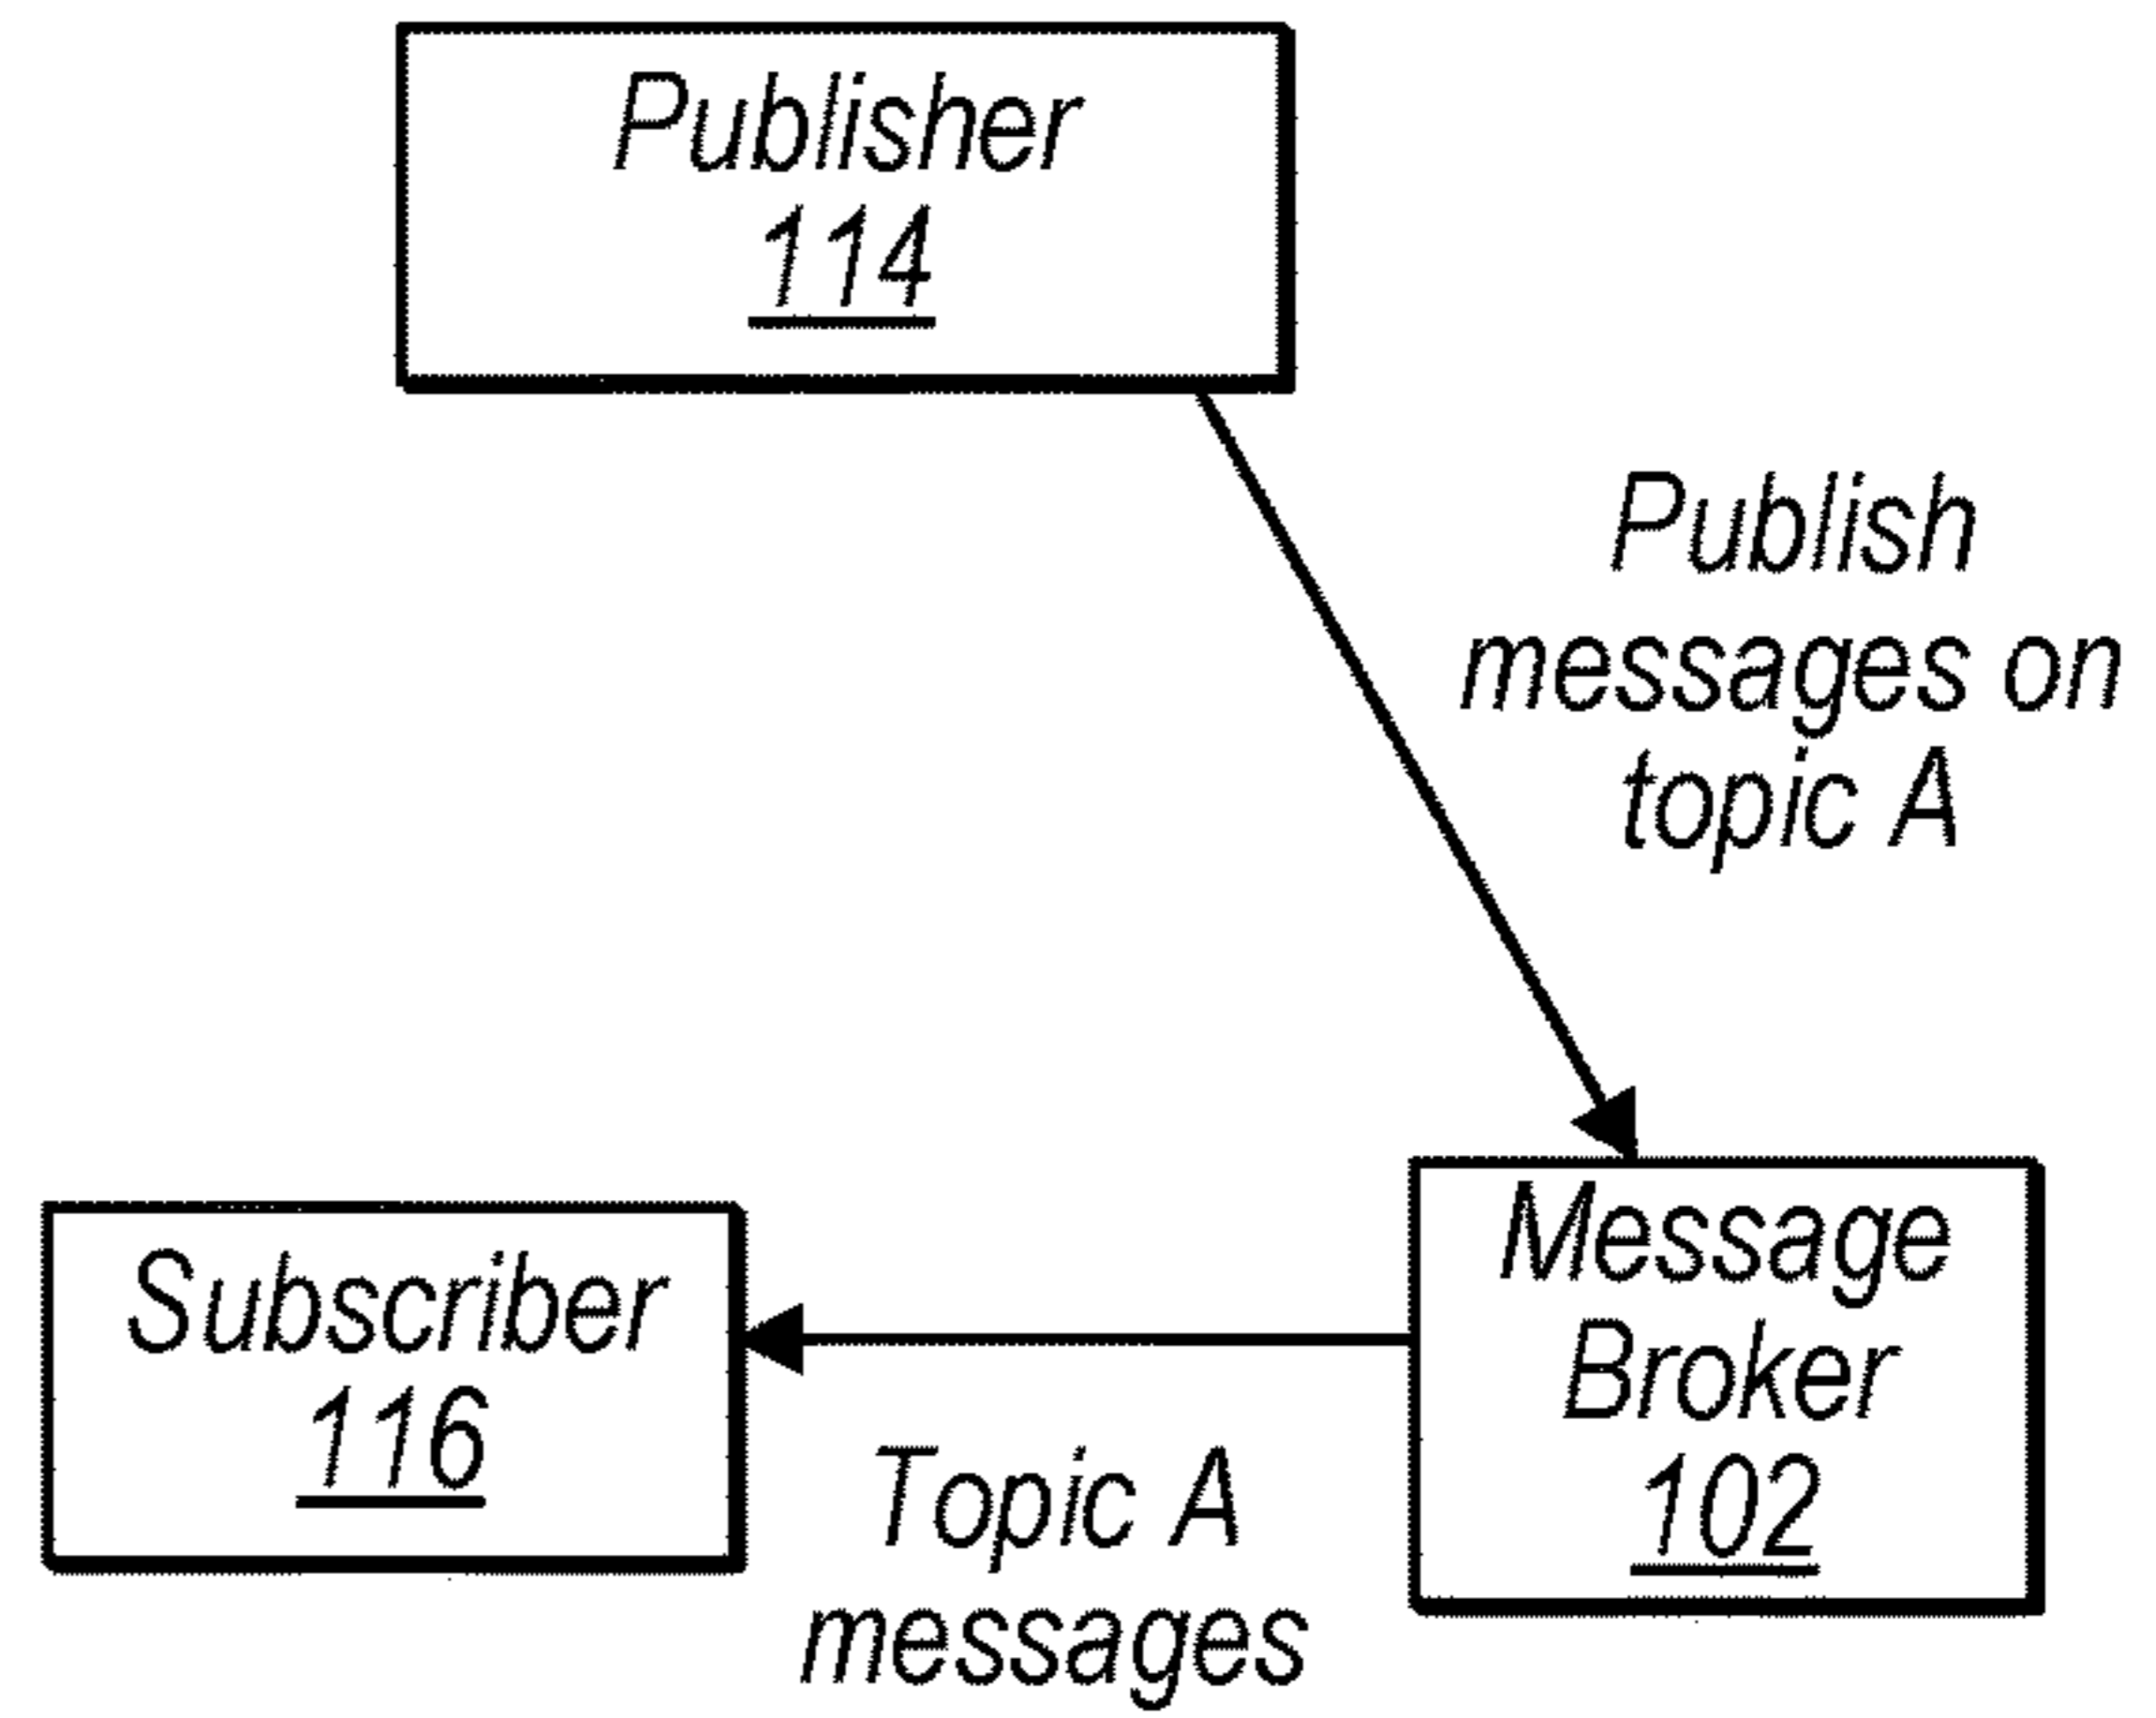 Publisher
114
Publish
messages on
topic A
Message
Broker
102
Subscriber
116
Topic A
messages